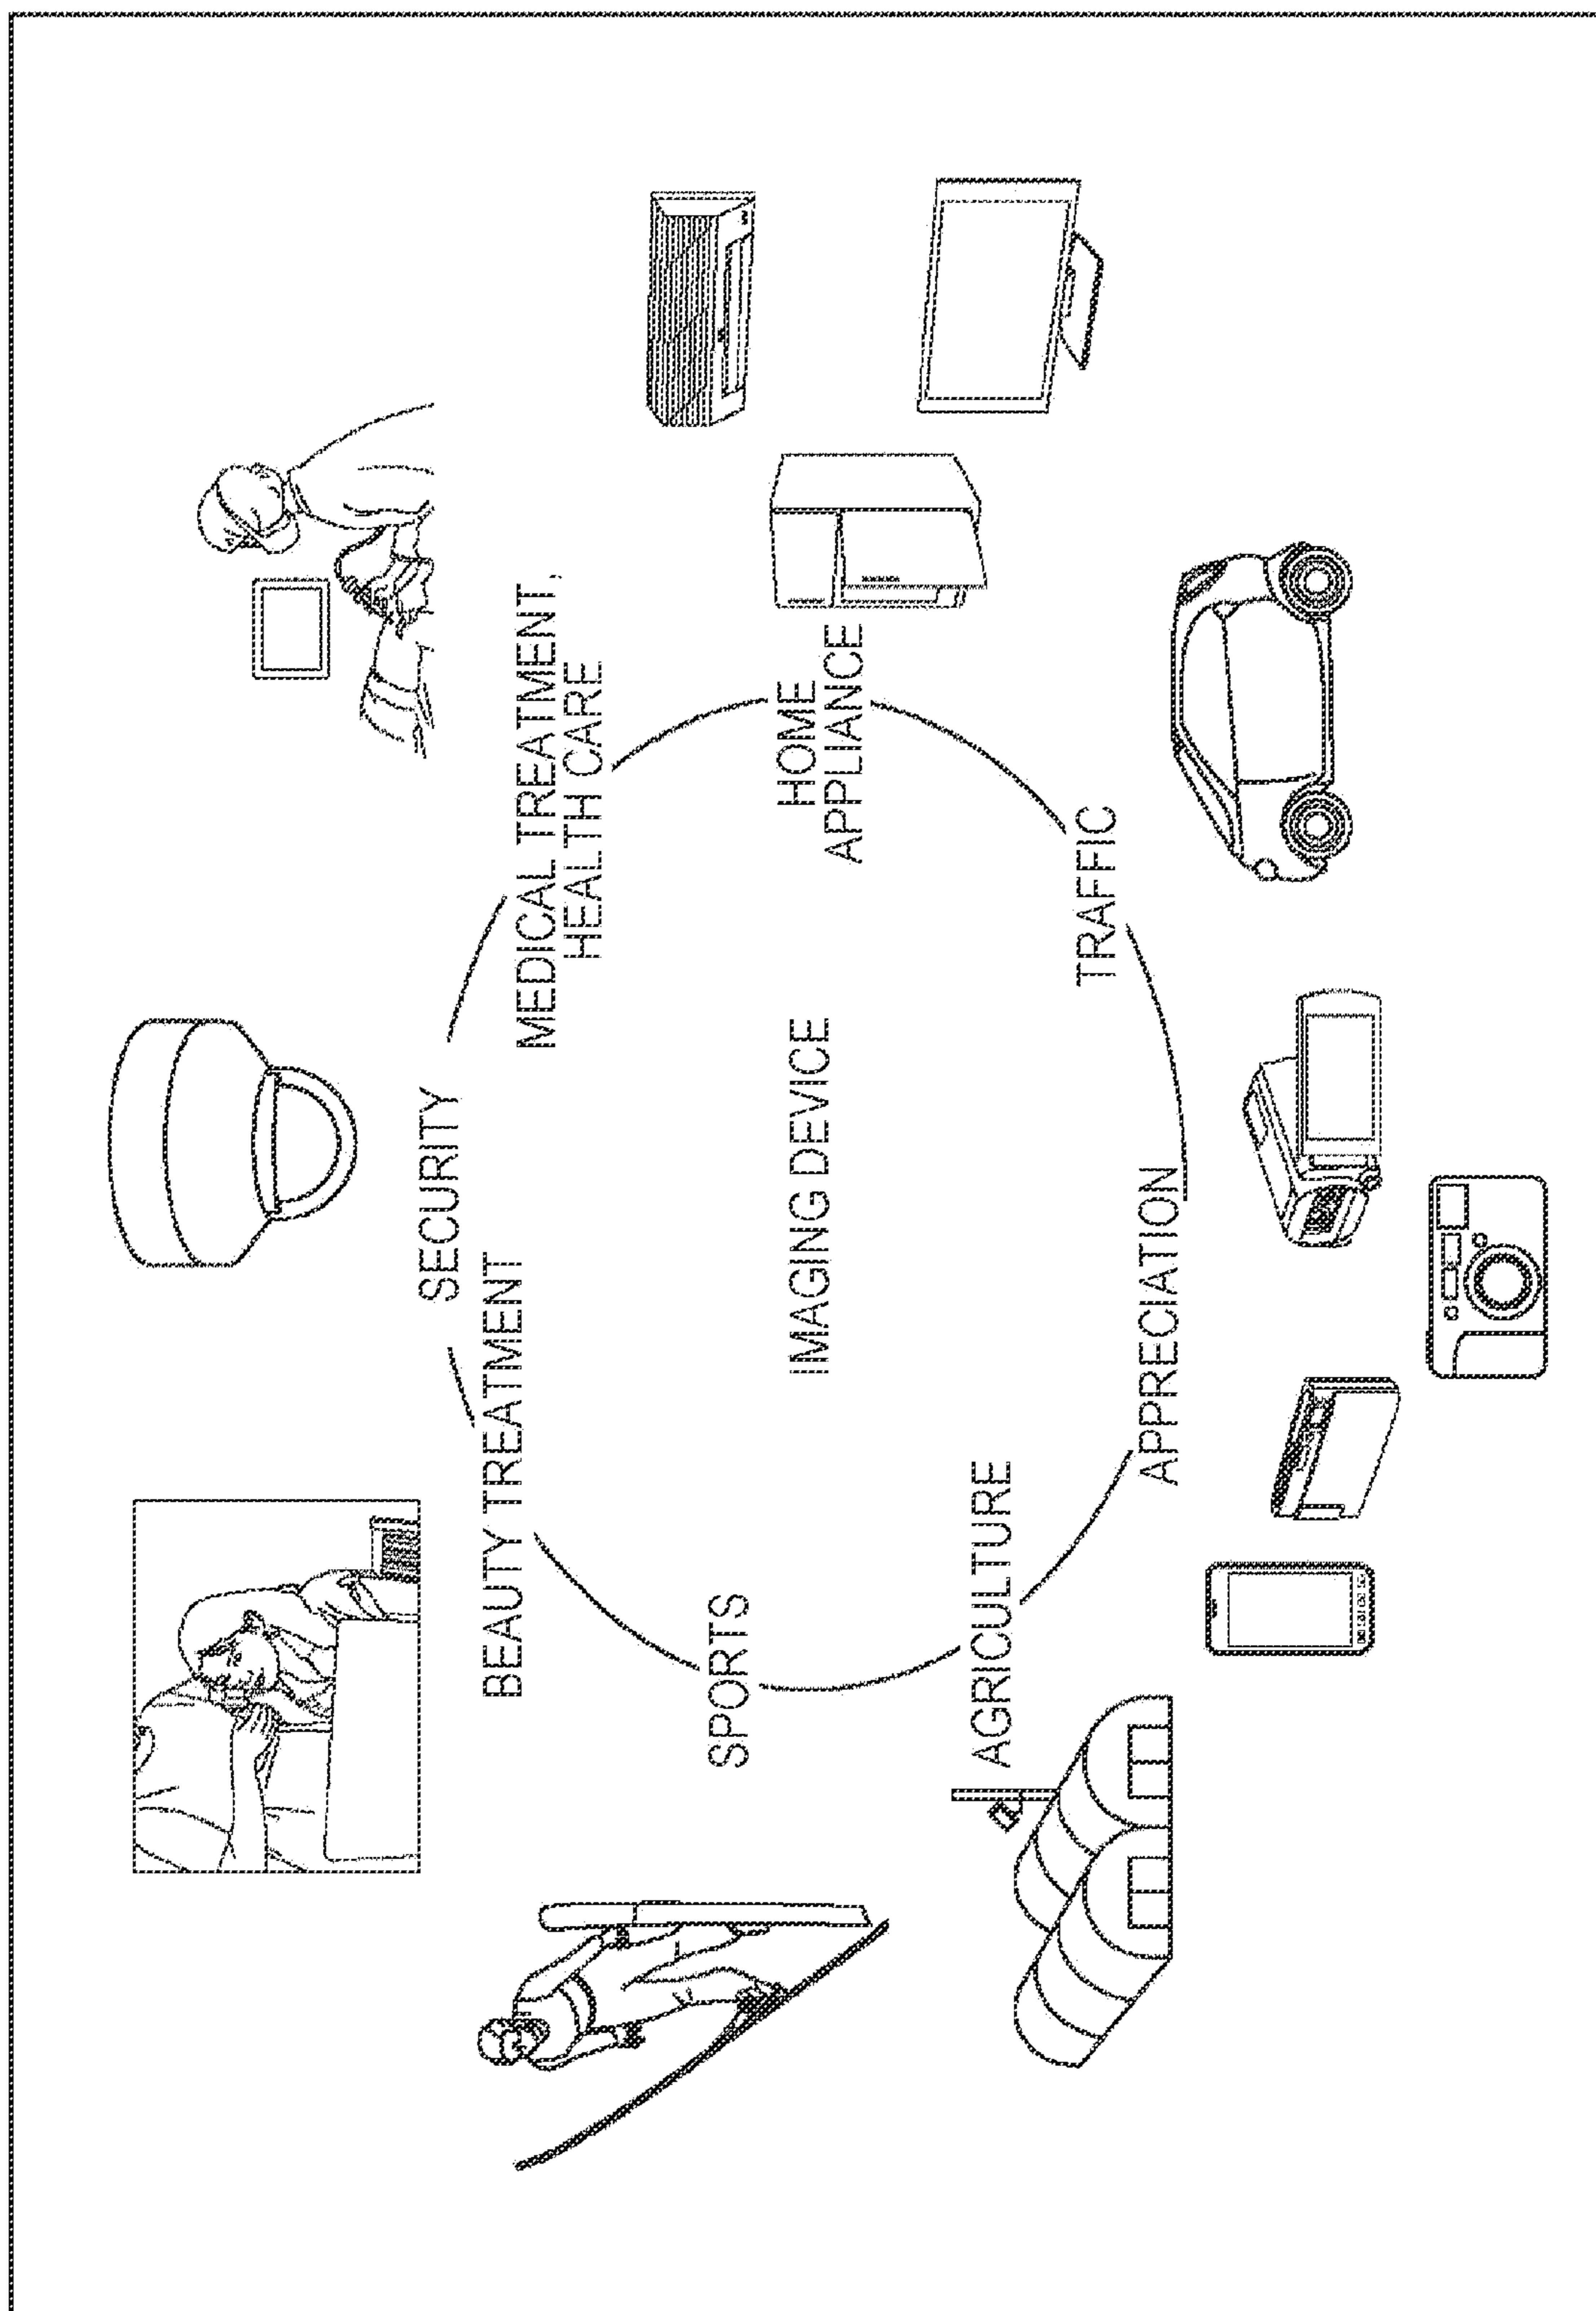 SECURITY
BEAUTY TREATMENT
MEDICAL TREATMENT,
HEALTH CARE
SPORTS
IMAGING DEVICE
HOME
APPLIANCE
AGRICULTURE
TRAFFIC
APPRECIATION